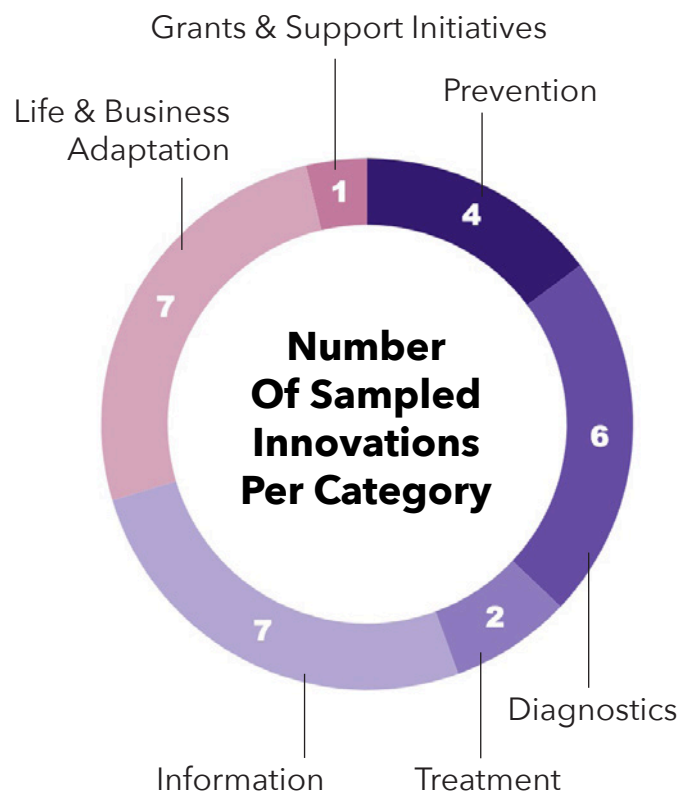 Grants & Support Initiatives
Prevention
Life & Business
Adaptation
1
4
7
6
Number
Of Sampled
Innovations
Per Category
2
7
Diagnostics
Information
Treatment